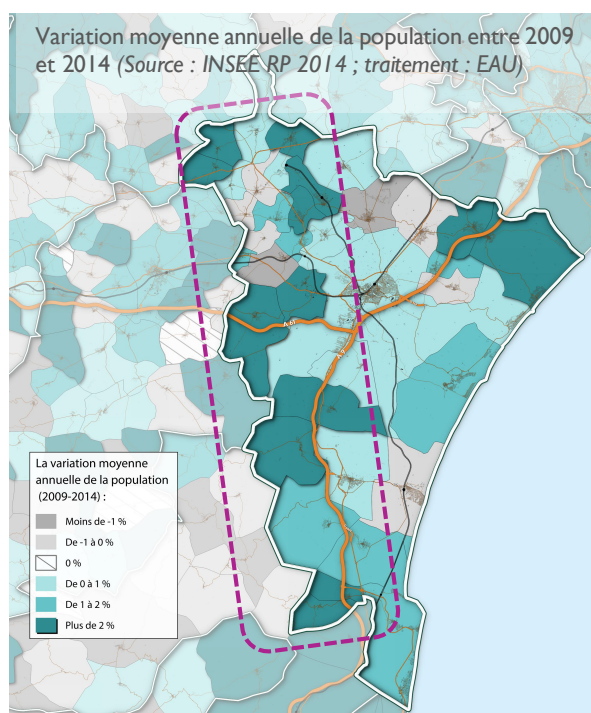 Variation moyenne annuelle de la population entre 2009
et 2014 (Source : INSEE RP 2014 ; traitement : EAU)
A 61
A 9
La variation moyenne
annuelle de la population
(2009-2014) :
Moins de -1 %
De -1 à 0 %
0 %
De 0 à 1 %
De 1 à 2 %
Plus de 2 %